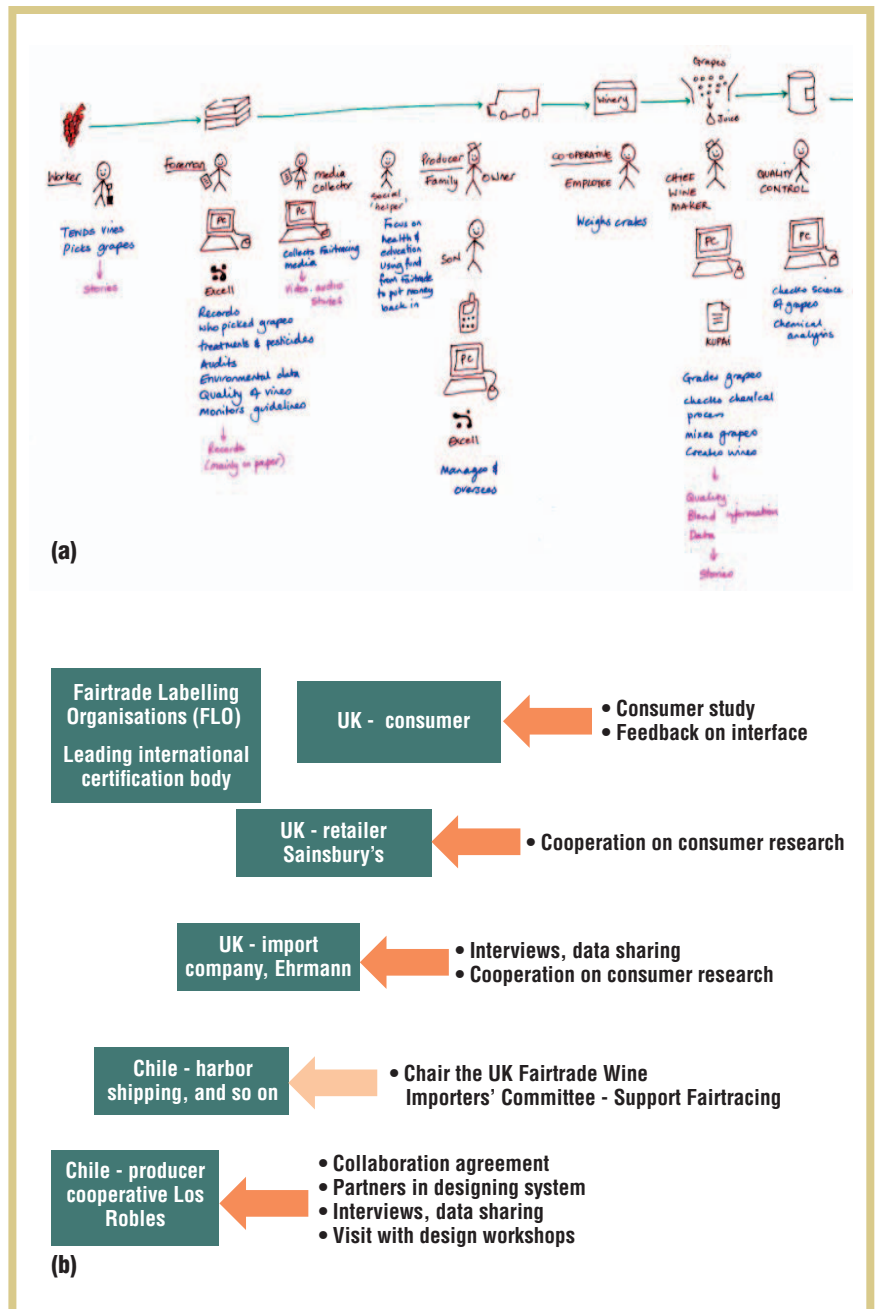 Grapes
Juice
Winery
Worker
Tends vines
Picks grapes
Stories
Foreman
PC
Excell
Records
who picked grapes
treatments & pesticides
Audits
Environmental data
Quality of vines
Monitors guidelines
Records
(mainly on paper)
media
collector
PC
collects Fairtracing
media
Video, audio
Stories
Social
'helper'
Focus on
health &
education
using fund
from Fairtrade
to put money
back in
Producer
Family
OWNER
SON
PC
Excell
Manages &
oversees
CO-OPERATIVE
EMPLOYEE
Weighs crates
CHIEF
WINE
MAKER
PC
KUPAI
Grades grapes
checks chemical
process
mixes grapes
Creates wines
Quality
Blend information
Data
Stories
QUALITY
CONTROL
PC
checks science
of grapes
Chemical
analysis
(a)
Fairtrade Labelling
Organisations (FLO)
Leading international
certification body
UK - consumer
• Consumer study
• Feedback on interface
UK - retailer
Sainsbury's
• Cooperation on consumer research
UK - import
company, Ehrmann
• Interviews, data sharing
• Cooperation on consumer research
Chile - harbor
shipping, and so on
• Chair the UK Fairtrade Wine
Importers' Committee - Support Fairtracing
Chile - producer
cooperative Los
Robles
• Collaboration agreement
• Partners in designing system
• Interviews, data sharing
• Visit with design workshops
(b)